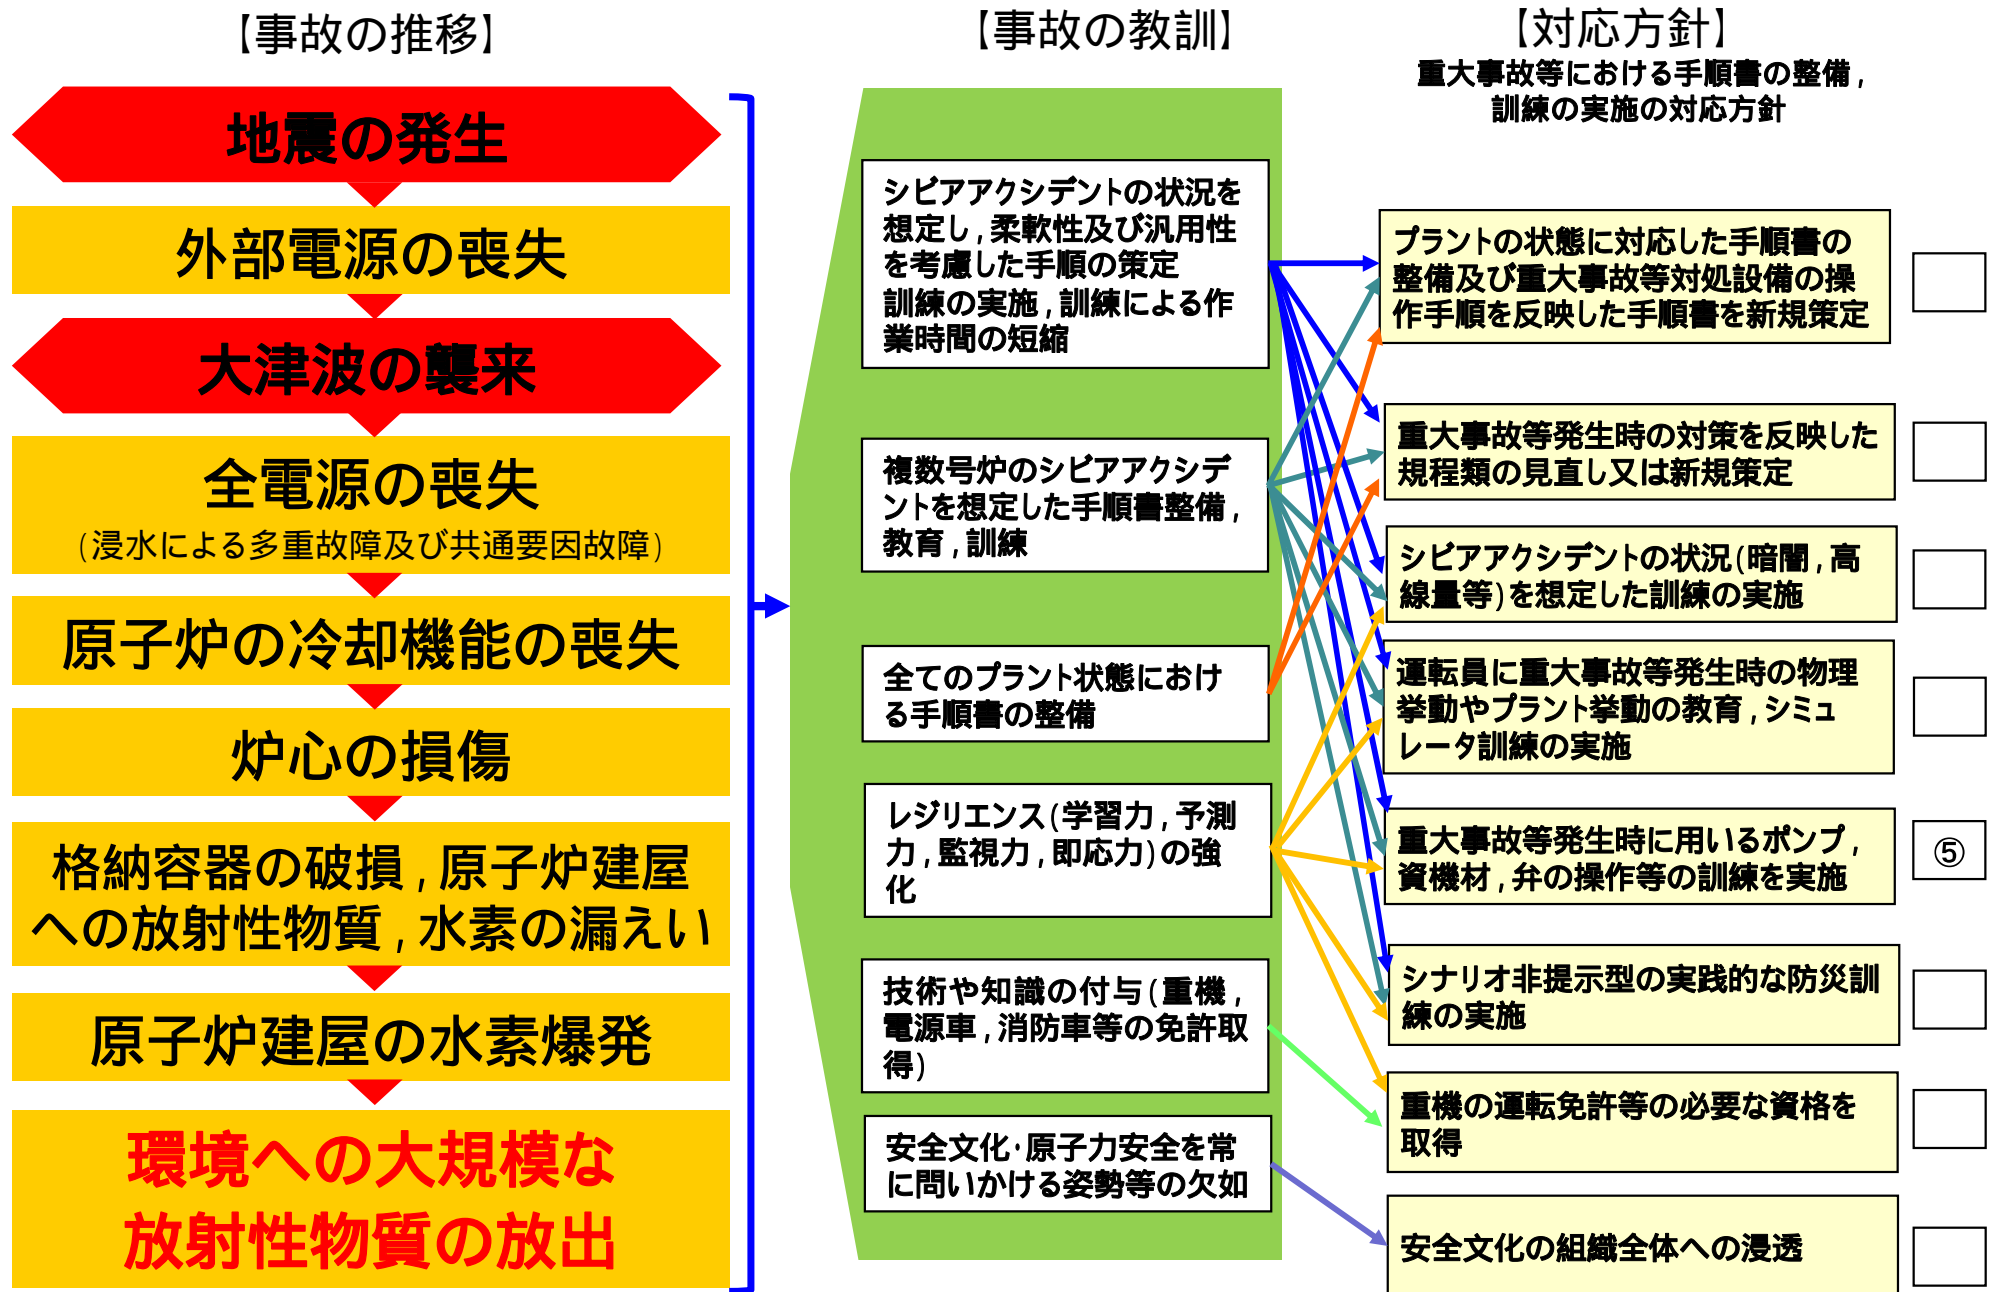 【事故の推移】
地震の発生
外部電源の喪失
大津波の襲来
全電源の喪失
(浸水による多重故障及び共通要因故障)
原子炉の冷却機能の喪失
炉心の損傷
格納容器の破損,原子炉建屋
への放射性物質,水素の漏えい
原子炉建屋の水素爆発
環境への大規模な
放射性物質の放出
【事故の教訓】
シビアアクシデントの状況を
想定し,柔軟性及び汎用性
を考慮した手順の策定
訓練の実施,訓練による作
業時間の短縮
複数号炉のシビアアクシデ
ントを想定した手順書整備,
教育,訓練
全てのプラント状態におけ
る手順書の整備
レジリエンス(学習力,予測
力,監視力,即応力)の強
化
技術や知識の付与(重機,
電源車,消防車等の免許取
得)
安全文化・原子力安全を常
に問いかける姿勢等の欠如
【対応方針】
重大事故等における手順書の整備,
訓練の実施の対応方針
プラントの状態に対応した手順書の
整備及び重大事故等対処設備の操
作手順を反映した手順書を新規策定
重大事故等発生時の対策を反映した
規程類の見直し又は新規策定
シビアアクシデントの状況(暗闇,高
線量等)を想定した訓練の実施
運転員に重大事故等発生時の物理
挙動やプラント挙動の教育,シミュ
レータ訓練の実施
重大事故等発生時に用いるポンプ,
資機材,弁の操作等の訓練を実施
⑤
シナリオ非提示型の実践的な防災訓
練の実施
重機の運転免許等の必要な資格を
取得
安全文化の組織全体への浸透